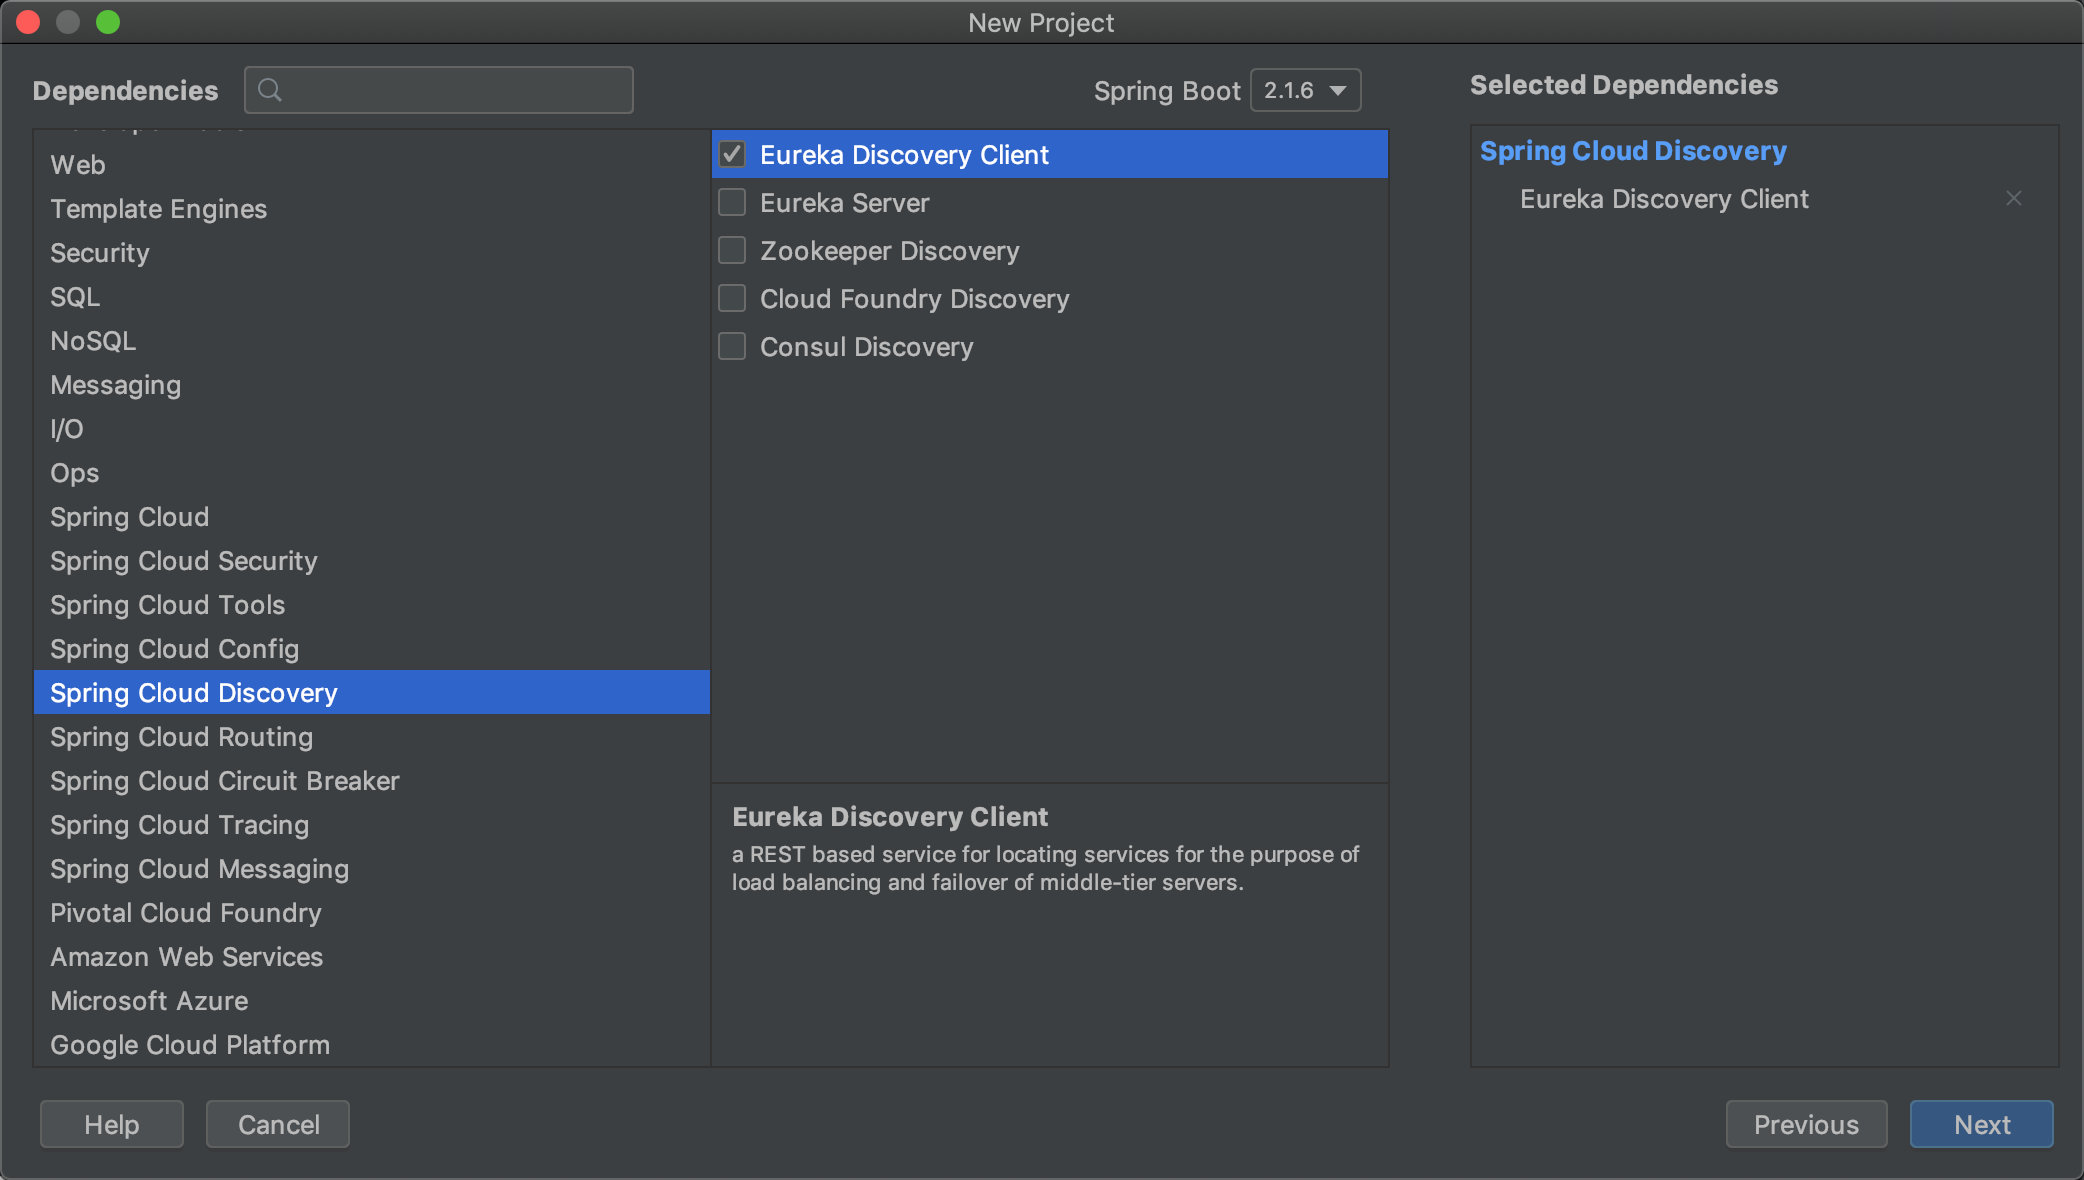 New Project
Dependencies
Spring Boot 2.1.6
Selected Dependencies
Web
Template Engines
Security
SQL
NoSQL
Messaging
I/O
Ops
Spring Cloud
Spring Cloud Security
Spring Cloud Tools
Spring Cloud Config
Spring Cloud Discovery
Spring Cloud Routing
Spring Cloud Circuit Breaker
Spring Cloud Tracing
Spring Cloud Messaging
Pivotal Cloud Foundry
Amazon Web Services
Microsoft Azure
Google Cloud Platform
Eureka Discovery Client
Eureka Server
Zookeeper Discovery
Cloud Foundry Discovery
Consul Discovery
Eureka Discovery Client
a REST based service for locating services for the purpose of
load balancing and failover of middle-tier servers.
Spring Cloud Discovery
Eureka Discovery Client
Help
Cancel
Previous
Next